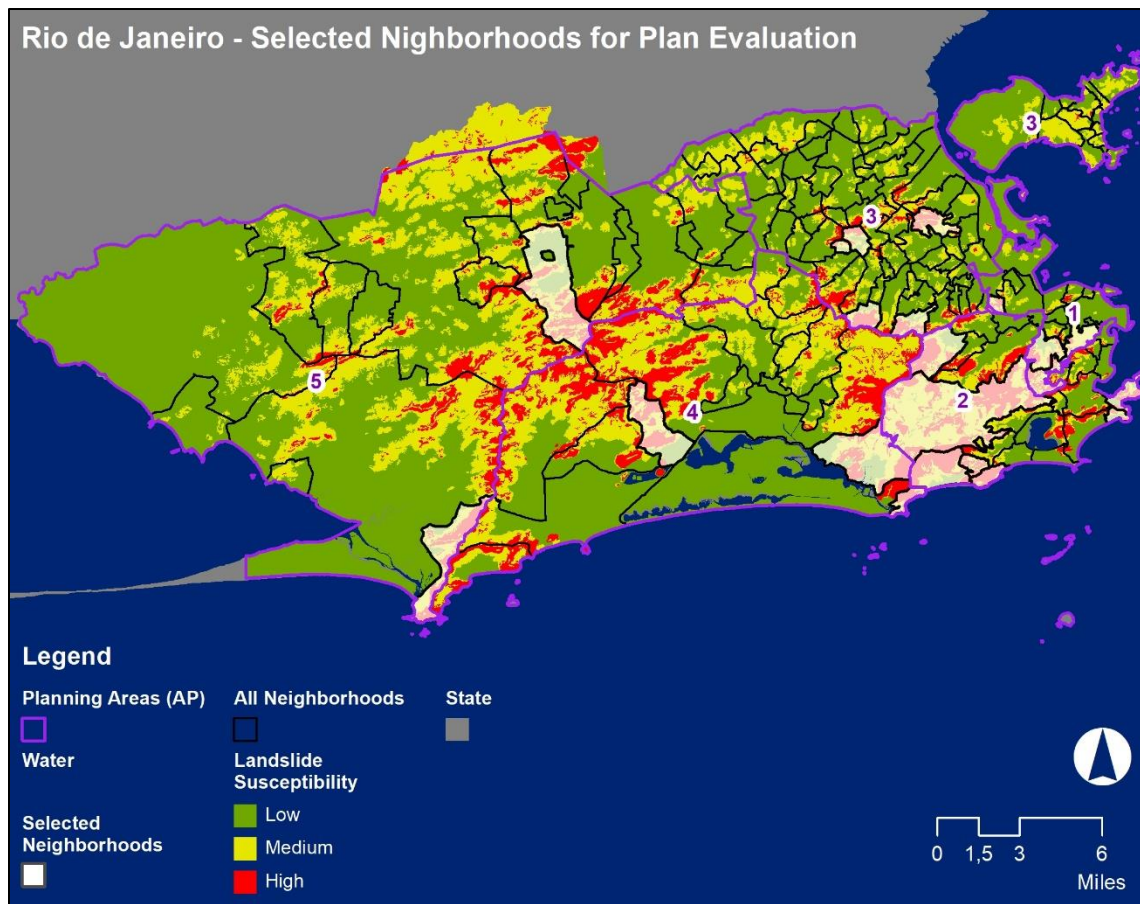 Rio de Janeiro - Selected Nighborhoods for Plan Evaluation
3
3
1
5
4
2
Legend
Planning Areas (AP)
All Neighborhoods
State
Water
Landslide
Susceptibility
Low
Selected
Neighborhoods
Medium
High
0 1,5 3 6
Miles